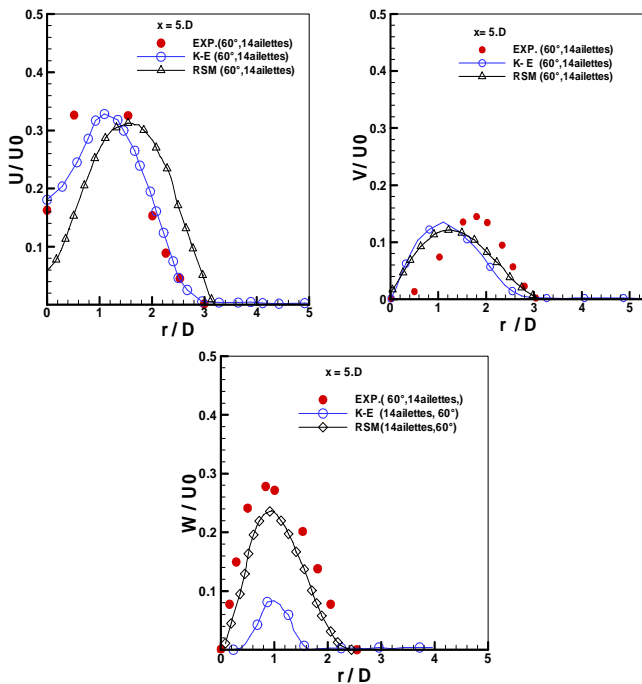 x = 5.D
EXP.(60°,14ailettes)
K-E (60°,14ailettes)
RSM (60°,14ailettes)
U / U0
0.5
0.4
0.3
0.2
0.1
0 1 2 3 4 5
r / D
x= 5.D
EXP. (60°,14ailettes)
K- E (60°,14ailettes)
RSM (60°,14ailettes)
V / U0
0.5
0.4
0.3
0.2
0.1
0 1 2 3 4 5
r / D
x = 5.D
EXP.( 60°,14ailettes,)
K-E (14ailettes, 60°)
RSM(14ailettes,60°)
W / U0
0.5
0.4
0.3
0.2
0.1
0 1 2 3 4 5
r / D